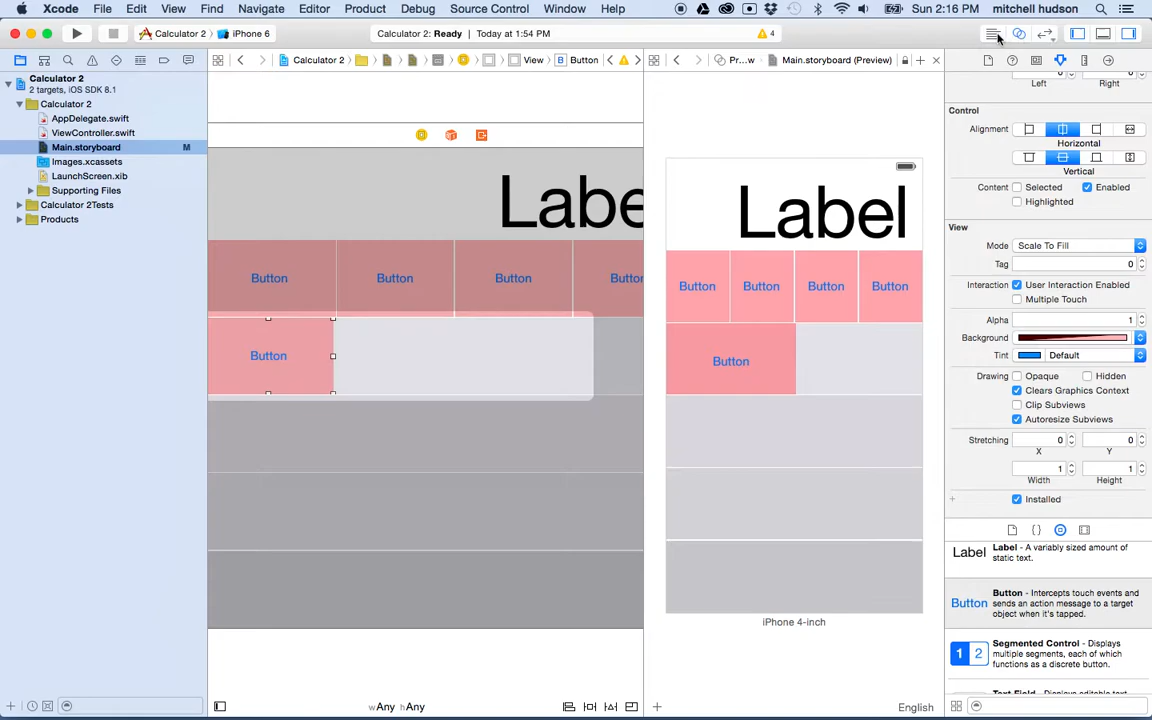 Xcode File Edit View Find Navigate Editor Product Debug Source Control Window Help Sun 2:16 PM mitchell hudson
Calculator 2 iPhone 6 Calculator 2: Ready Today at 1:54 PM 4
Calculator 2 View B Button Pr...w Main.storyboard (Preview)
Calculator 2
2 targets, iOS SDK 8.1
Calculator 2
AppDelegate.swift
ViewController.swift
Main.storyboard M
Images.xcassets
LaunchScreen.xib
Supporting Files
Calculator 2Tests
Products
Label
Button Button Button Button
Button
Label
Button Button Button Button
Button
iPhone 4-inch
wAny hAny
English
Left Right
Control
Alignment
Horizontal
Vertical
Content Selected Enabled
Highlighted
View
Mode Scale To Fill
Tag 0
Interaction User Interaction Enabled
Multiple Touch
Alpha 1
Background
Tint Default
Drawing Opaque Hidden
Clears Graphics Context
Clip Subviews
Autoresize Subviews
Stretching 0 0
X Y
1 1
Width Height
Installed
Label Label - A variably sized amount of
static text.
Button Button - Intercepts touch events and
sends an action message to a target
object when it's tapped.
1 2 Segmented Control - Displays
multiple segments, each of which
functions as a discrete button.
Text Field - Displays editable text